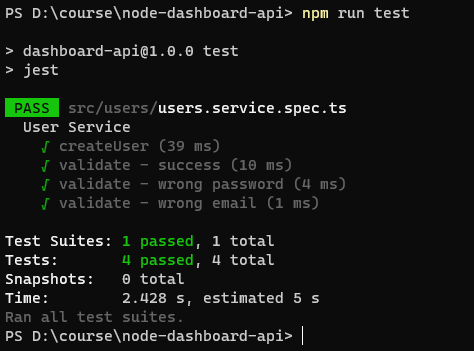 PS D:\course\node-dashboard-api> npm run test
> dashboard-api@1.0.0 test
> jest
PASS src/users/users.service.spec.ts
User Service
√ createUser (39 ms)
√ validate - success (10 ms)
√ validate - wrong password (4 ms)
√ validate - wrong email (1 ms)
Test Suites: 1 passed, 1 total
Tests: 4 passed, 4 total
Snapshots: 0 total
Time: 2.428 s, estimated 5 s
Ran all test suites.
PS D:\course\node-dashboard-api>